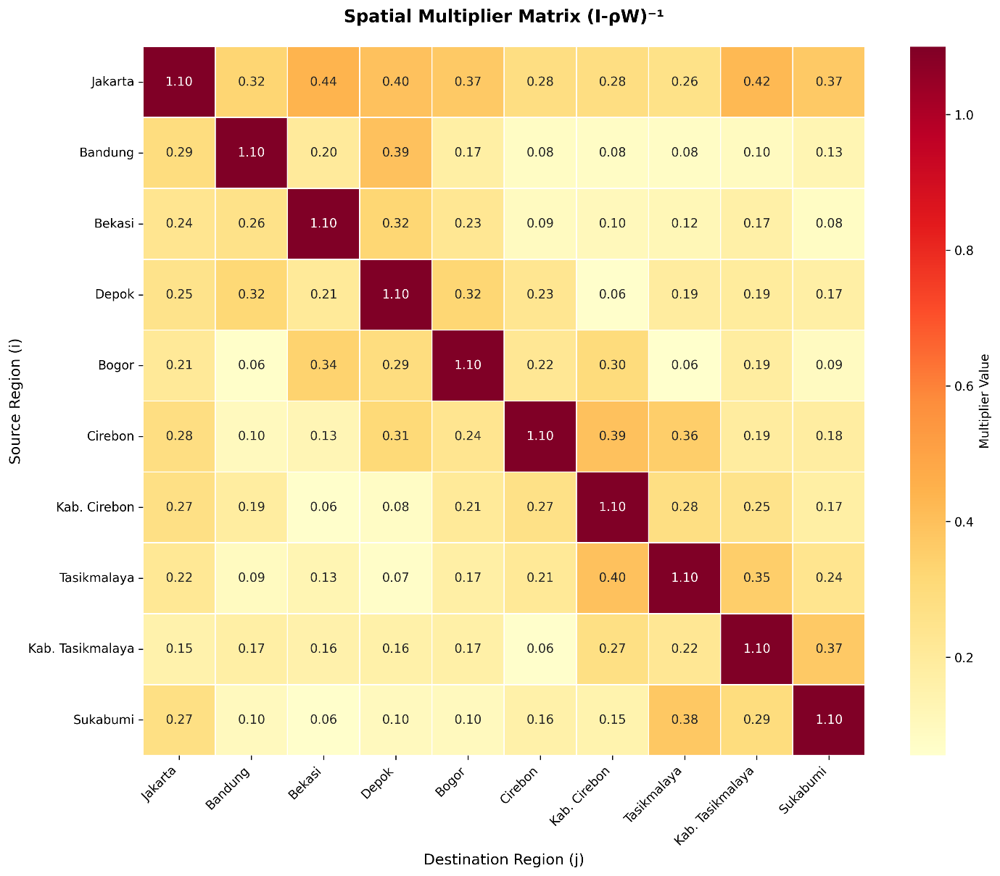 Spatial Multiplier Matrix (I-ρW)⁻¹
Jakarta 1.10 0.32 0.44 0.40 0.37 0.28 0.28 0.26 0.42 0.37
Bandung 0.29 1.10 0.20 0.39 0.17 0.08 0.08 0.08 0.10 0.13
Bekasi 0.24 0.26 1.10 0.32 0.23 0.09 0.10 0.12 0.17 0.08
Depok 0.25 0.32 0.21 1.10 0.32 0.23 0.06 0.19 0.19 0.17
Bogor 0.21 0.06 0.34 0.29 1.10 0.22 0.30 0.06 0.19 0.09
Cirebon 0.28 0.10 0.13 0.31 0.24 1.10 0.39 0.36 0.19 0.18
Kab. Cirebon 0.27 0.19 0.06 0.08 0.21 0.27 1.10 0.28 0.25 0.17
Tasikmalaya 0.22 0.09 0.13 0.07 0.17 0.21 0.40 1.10 0.35 0.24
Kab. Tasikmalaya 0.15 0.17 0.16 0.16 0.17 0.06 0.27 0.22 1.10 0.37
Sukabumi 0.27 0.10 0.06 0.10 0.10 0.16 0.15 0.38 0.29 1.10
Jakarta Bandung Bekasi Depok Bogor Cirebon Kab. Cirebon Tasikmalaya Kab. Tasikmalaya Sukabumi
Source Region (i)
Destination Region (j)
1.0
0.8
0.6
0.4
0.2
Multiplier Value